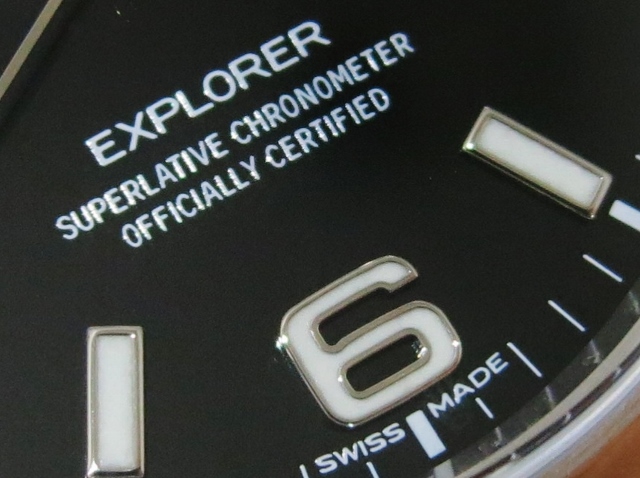 EXPLORER
SUPERLATIVE CHRONOMETER
OFFICIALLY CERTIFIED
6
SWISS MADE